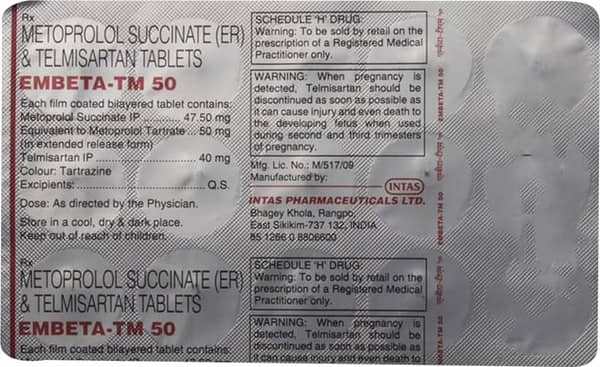 Rx
METOPROLOL SUCCINATE (ER)
& TELMISARTAN TABLETS
EMBETA-TM 50
Each film coated bilayered tablet contains:
Metoprolol Succinate IP ........... 47.50 mg
Equivalent to Metoprolol Tartrate .. 50 mg
(In extended release form)
Telmisartan IP ........................ 40 mg
Colour: Tartrazine
Excipients: ............................ Q.S.
Dose: As directed by the Physician.
Store in a cool, dry & dark place.
Keep out of reach of children.
SCHEDULE 'H' DRUG
Warning: To be sold by retail on the
prescription of a Registered Medical
Practitioner only.
WARNING: When pregnancy is
detected, Telmisartan should be
discontinued as soon as possible as
it can cause injury and even death to
the developing fetus when used
during second and third trimesters
of pregnancy.
Mfg. Lic. No.: M/517/09
Manufactured by:
INTAS
INTAS PHARMACEUTICALS LTD.
Bhagey Khola, Rangpo,
East Sikikim-737 132, INDIA
85 1266 0 8806600
EMBETA-TM 50
EMBETA-TM 50
EMBETA-TM 50
Rx
METOPROLOL SUCCINATE (ER)
& TELMISARTAN TABLETS
EMBETA-TM 50
Each film coated bilayered tablet contains:
SCHEDULE 'H' DRUG
Warning: To be sold by retail on the
prescription of a Registered Medical
Practitioner only.
WARNING: When pregnancy is
detected, Telmisartan should be
discontinued as soon as possible as
it can cause injury and even death to